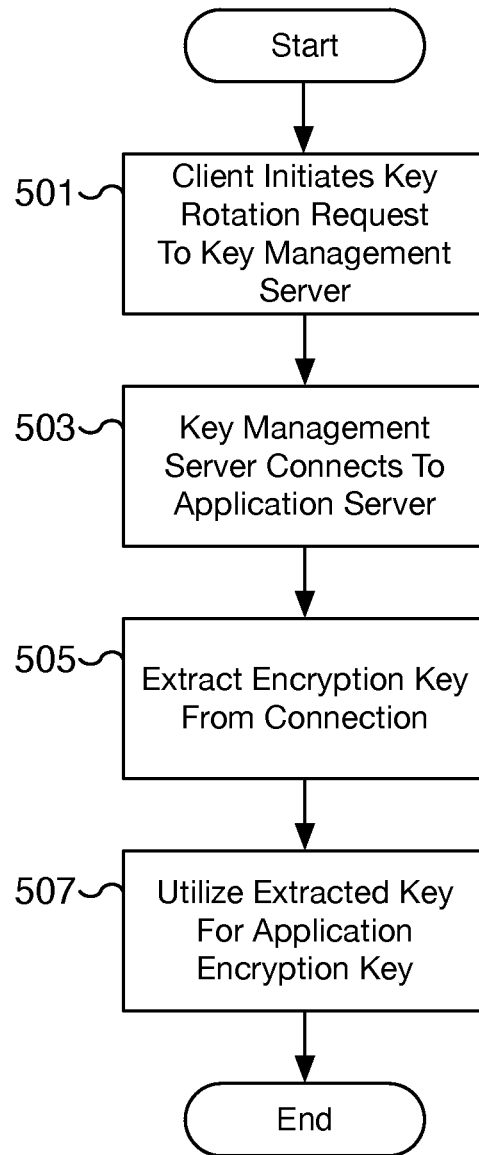 Start
501
Client Initiates Key
Rotation Request
To Key Management
Server
503
Key Management
Server Connects To
Application Server
505
Extract Encryption Key
From Connection
507
Utilize Extracted Key
For Application
Encryption Key
End